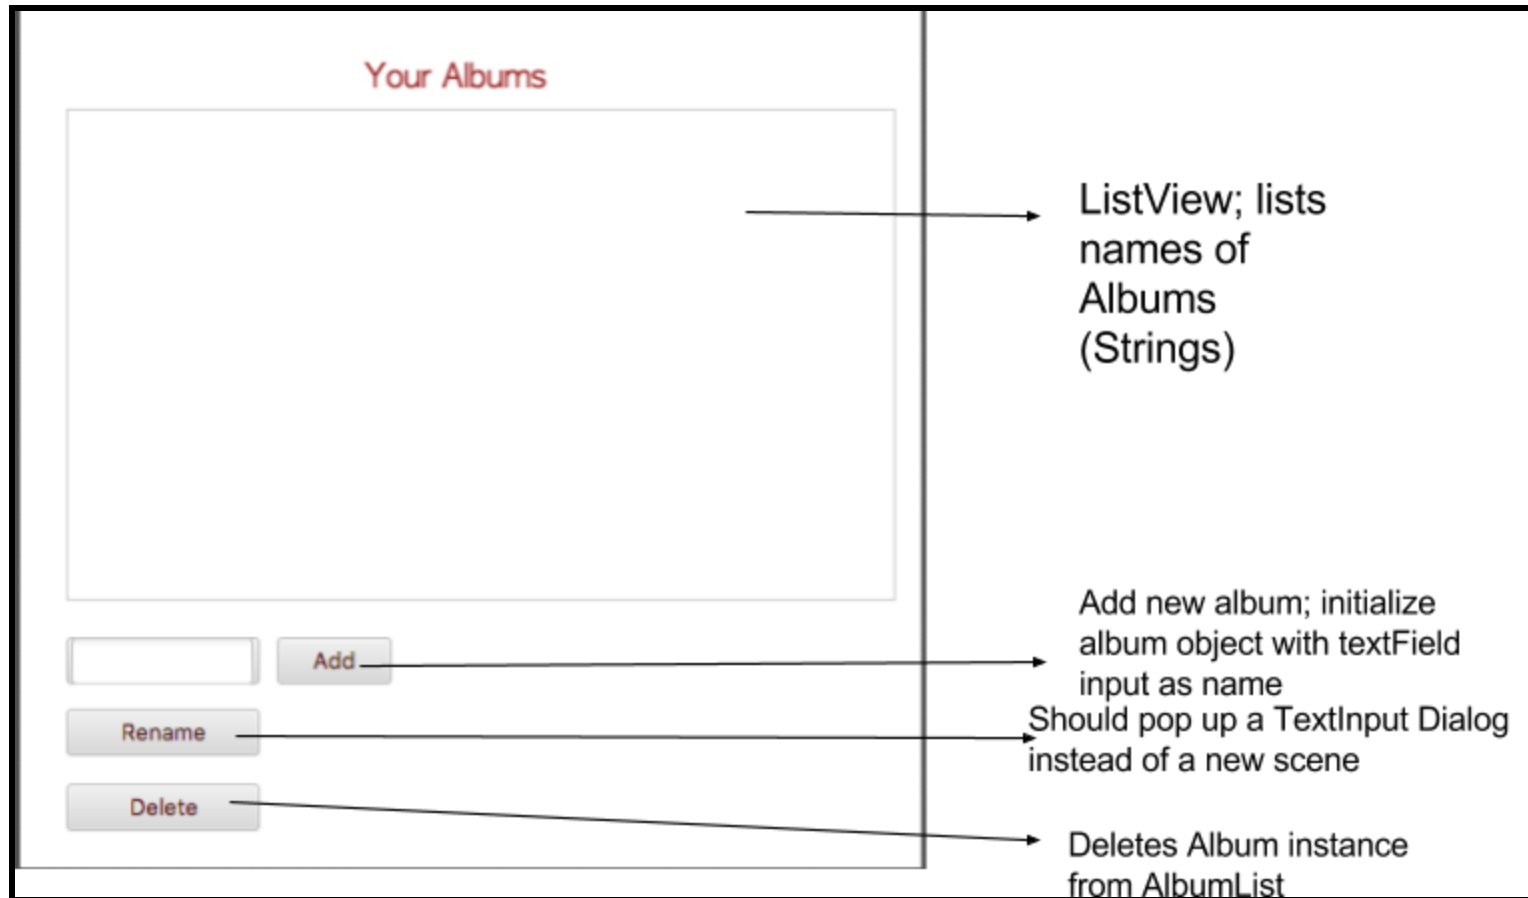 Your Albums
ListView; lists
names of
Albums
(Strings)
Add
Add new album; initialize
album object with textField
input as name
Rename
Should pop up a TextInput Dialog
instead of a new scene
Delete
Deletes Album instance
from AlbumList